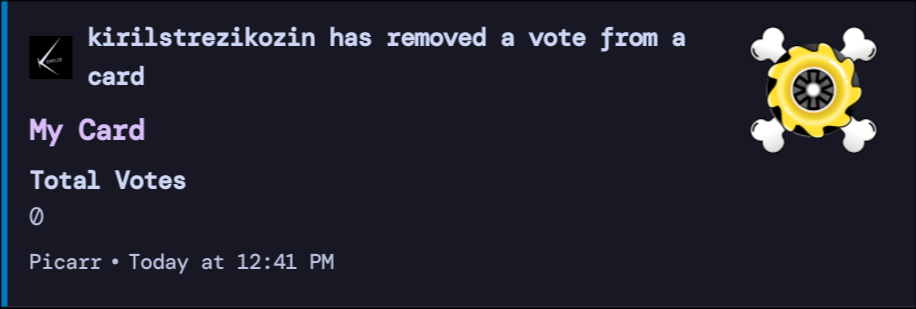 kirilstrezikozin has removed a vote from a
card
My Card
Total Votes
0
Picarr • Today at 12:41 PM